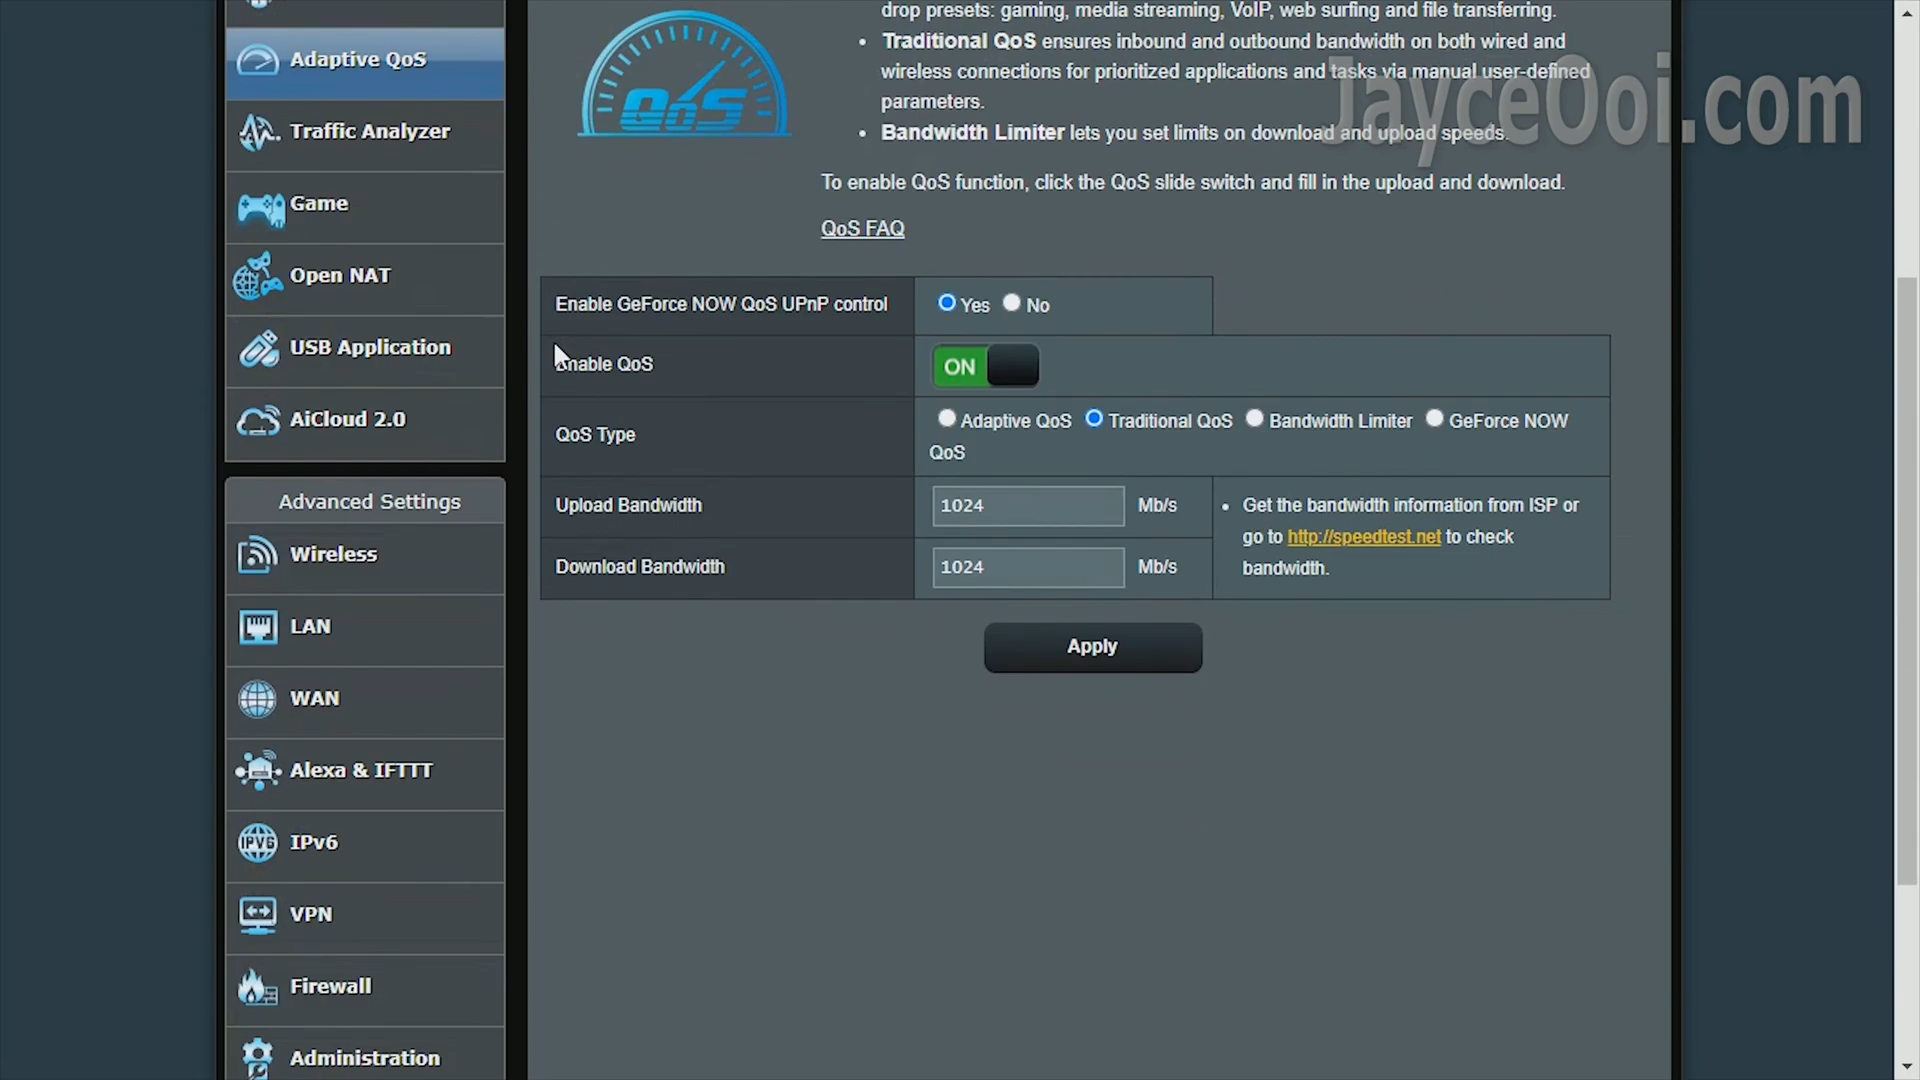 drop presets: gaming, media streaming, VoIP, web surfing and file transferring.
Traditional QoS ensures inbound and outbound bandwidth on both wired and
wireless connections for prioritized applications and tasks via manual user-defined
parameters.
Bandwidth Limiter lets you set limits on download and upload speeds.
JayceOoi.com
QoS
To enable QoS function, click the QoS slide switch and fill in the upload and download.
QoS FAQ
Adaptive QoS
Traffic Analyzer
Game
Open NAT
USB Application
AiCloud 2.0
Advanced Settings
Wireless
LAN
WAN
Alexa & IFTTT
IPV6 IPv6
VPN
Firewall
Administration
Enable GeForce NOW QoS UPnP control Yes No
Enable QoS ON
QoS Type Adaptive QoS Traditional QoS Bandwidth Limiter GeForce NOW
QoS
Upload Bandwidth 1024 Mb/s
Download Bandwidth 1024 Mb/s
Get the bandwidth information from ISP or
go to http://speedtest.net to check
bandwidth.
Apply